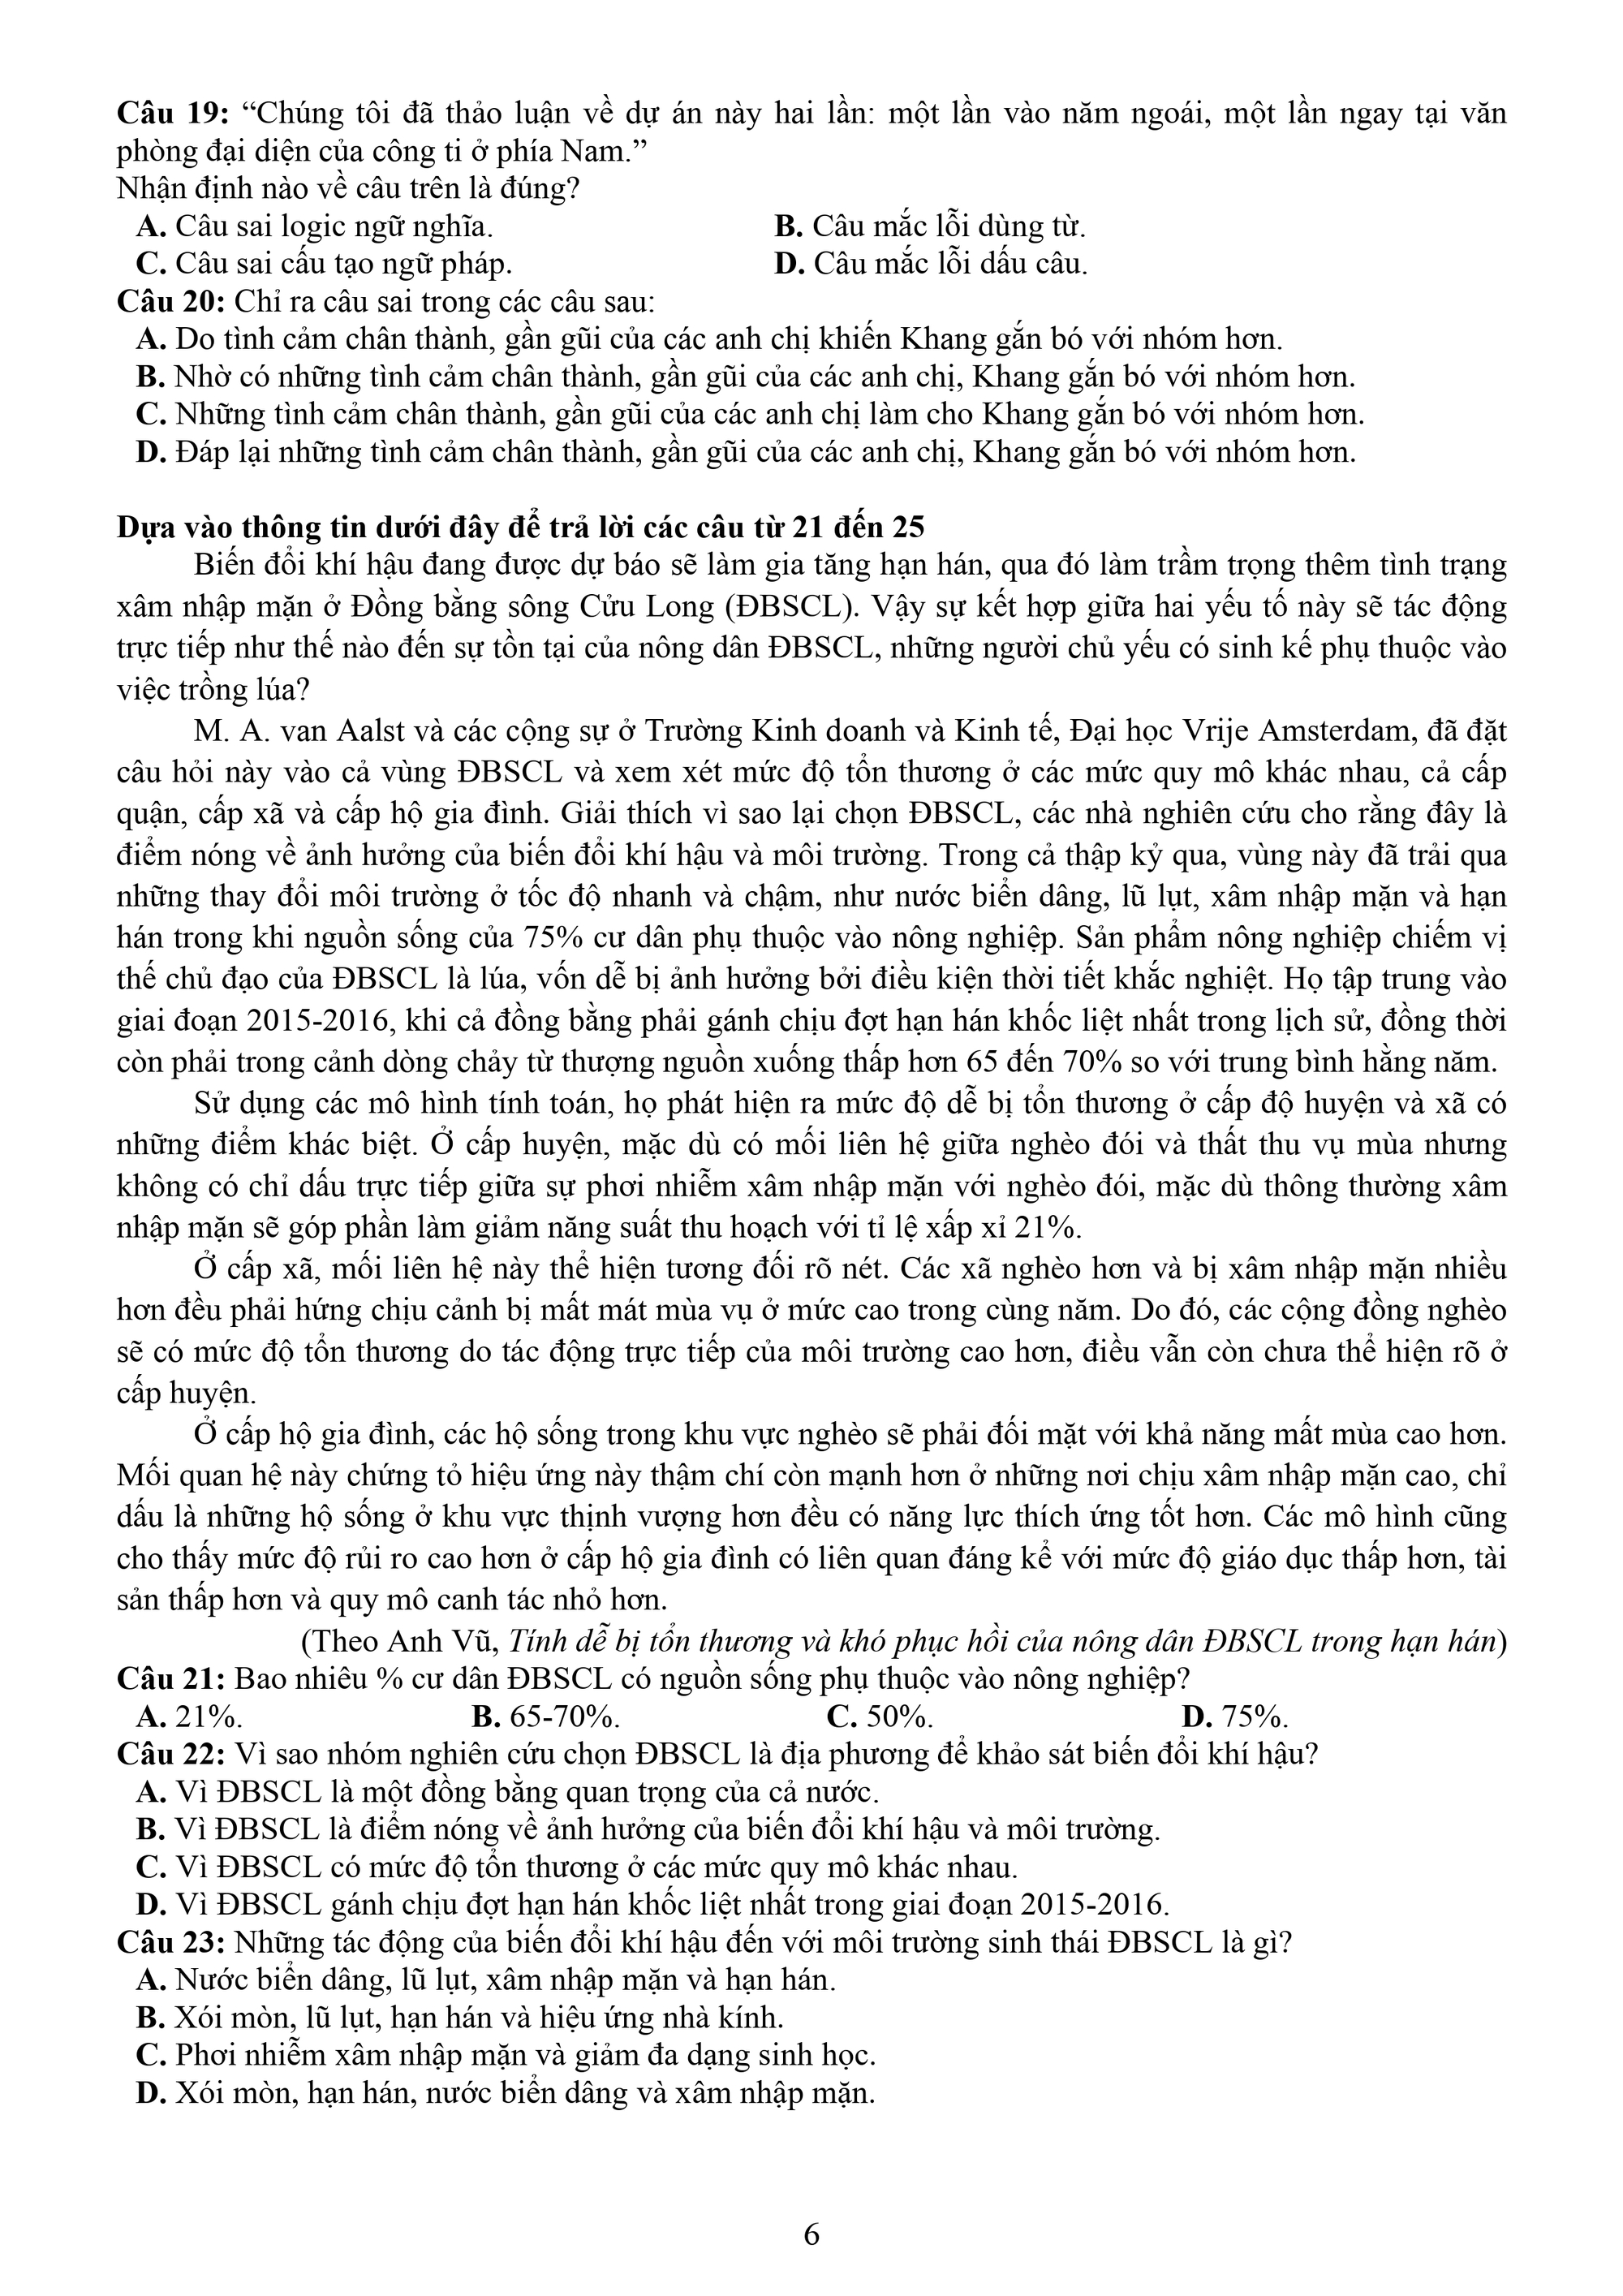 Câu 19: “Chúng tôi đã thảo luận về dự án này hai lần: một lần vào năm ngoái, một lần ngay tại văn
phòng đại diện của công ti ở phía Nam.”
Nhận định nào về câu trên là đúng?
A. Câu sai logic ngữ nghĩa. B. Câu mắc lỗi dùng từ.
C. Câu sai cấu tạo ngữ pháp. D. Câu mắc lỗi dấu câu.
Câu 20: Chỉ ra câu sai trong các câu sau:
A. Do tình cảm chân thành, gần gũi của các anh chị khiến Khang gắn bó với nhóm hơn.
B. Nhờ có những tình cảm chân thành, gần gũi của các anh chị, Khang gắn bó với nhóm hơn.
C. Những tình cảm chân thành, gần gũi của các anh chị làm cho Khang gắn bó với nhóm hơn.
D. Đáp lại những tình cảm chân thành, gần gũi của các anh chị, Khang gắn bó với nhóm hơn.
Dựa vào thông tin dưới đây để trả lời các câu từ 21 đến 25
Biến đổi khí hậu đang được dự báo sẽ làm gia tăng hạn hán, qua đó làm trầm trọng thêm tình trạng
xâm nhập mặn ở Đồng bằng sông Cửu Long (ĐBSCL). Vậy sự kết hợp giữa hai yếu tố này sẽ tác động
trực tiếp như thế nào đến sự tồn tại của nông dân ĐBSCL, những người chủ yếu có sinh kế phụ thuộc vào
việc trồng lúa?
M. A. van Aalst và các cộng sự ở Trường Kinh doanh và Kinh tế, Đại học Vrije Amsterdam, đã đặt
câu hỏi này vào cả vùng ĐBSCL và xem xét mức độ tổn thương ở các mức quy mô khác nhau, cả cấp
quận, cấp xã và cấp hộ gia đình. Giải thích vì sao lại chọn ĐBSCL, các nhà nghiên cứu cho rằng đây là
điểm nóng về ảnh hưởng của biến đổi khí hậu và môi trường. Trong cả thập kỷ qua, vùng này đã trải qua
những thay đổi môi trường ở tốc độ nhanh và chậm, như nước biển dâng, lũ lụt, xâm nhập mặn và hạn
hán trong khi nguồn sống của 75% cư dân phụ thuộc vào nông nghiệp. Sản phẩm nông nghiệp chiếm vị
thế chủ đạo của ĐBSCL là lúa, vốn dễ bị ảnh hưởng bởi điều kiện thời tiết khắc nghiệt. Họ tập trung vào
giai đoạn 2015-2016, khi cả đồng bằng phải gánh chịu đợt hạn hán khốc liệt nhất trong lịch sử, đồng thời
còn phải trong cảnh dòng chảy từ thượng nguồn xuống thấp hơn 65 đến 70% so với trung bình hằng năm.
Sử dụng các mô hình tính toán, họ phát hiện ra mức độ dễ bị tổn thương ở cấp độ huyện và xã có
những điểm khác biệt. Ở cấp huyện, mặc dù có mối liên hệ giữa nghèo đói và thất thu vụ mùa nhưng
không có chỉ dấu trực tiếp giữa sự phơi nhiễm xâm nhập mặn với nghèo đói, mặc dù thông thường xâm
nhập mặn sẽ góp phần làm giảm năng suất thu hoạch với tỉ lệ xấp xỉ 21%.
Ở cấp xã, mối liên hệ này thể hiện tương đối rõ nét. Các xã nghèo hơn và bị xâm nhập mặn nhiều
hơn đều phải hứng chịu cảnh bị mất mát mùa vụ ở mức cao trong cùng năm. Do đó, các cộng đồng nghèo
sẽ có mức độ tổn thương do tác động trực tiếp của môi trường cao hơn, điều vẫn còn chưa thể hiện rõ ở
cấp huyện.
Ở cấp hộ gia đình, các hộ sống trong khu vực nghèo sẽ phải đối mặt với khả năng mất mùa cao hơn.
Mối quan hệ này chứng tỏ hiệu ứng này thậm chí còn mạnh hơn ở những nơi chịu xâm nhập mặn cao, chỉ
dấu là những hộ sống ở khu vực thịnh vượng hơn đều có năng lực thích ứng tốt hơn. Các mô hình cũng
cho thấy mức độ rủi ro cao hơn ở cấp hộ gia đình có liên quan đáng kể với mức độ giáo dục thấp hơn, tài
sản thấp hơn và quy mô canh tác nhỏ hơn.
(Theo Anh Vũ, Tính dễ bị tổn thương và khó phục hồi của nông dân ĐBSCL trong hạn hán)
Câu 21: Bao nhiêu % cư dân ĐBSCL có nguồn sống phụ thuộc vào nông nghiệp?
A. 21%. B. 65-70%. C. 50%. D. 75%.
Câu 22: Vì sao nhóm nghiên cứu chọn ĐBSCL là địa phương để khảo sát biến đổi khí hậu?
A. Vì ĐBSCL là một đồng bằng quan trọng của cả nước.
B. Vì ĐBSCL là điểm nóng về ảnh hưởng của biến đổi khí hậu và môi trường.
C. Vì ĐBSCL có mức độ tổn thương ở các mức quy mô khác nhau.
D. Vì ĐBSCL gánh chịu đợt hạn hán khốc liệt nhất trong giai đoạn 2015-2016.
Câu 23: Những tác động của biến đổi khí hậu đến với môi trường sinh thái ĐBSCL là gì?
A. Nước biển dâng, lũ lụt, xâm nhập mặn và hạn hán.
B. Xói mòn, lũ lụt, hạn hán và hiệu ứng nhà kính.
C. Phơi nhiễm xâm nhập mặn và giảm đa dạng sinh học.
D. Xói mòn, hạn hán, nước biển dâng và xâm nhập mặn.
6